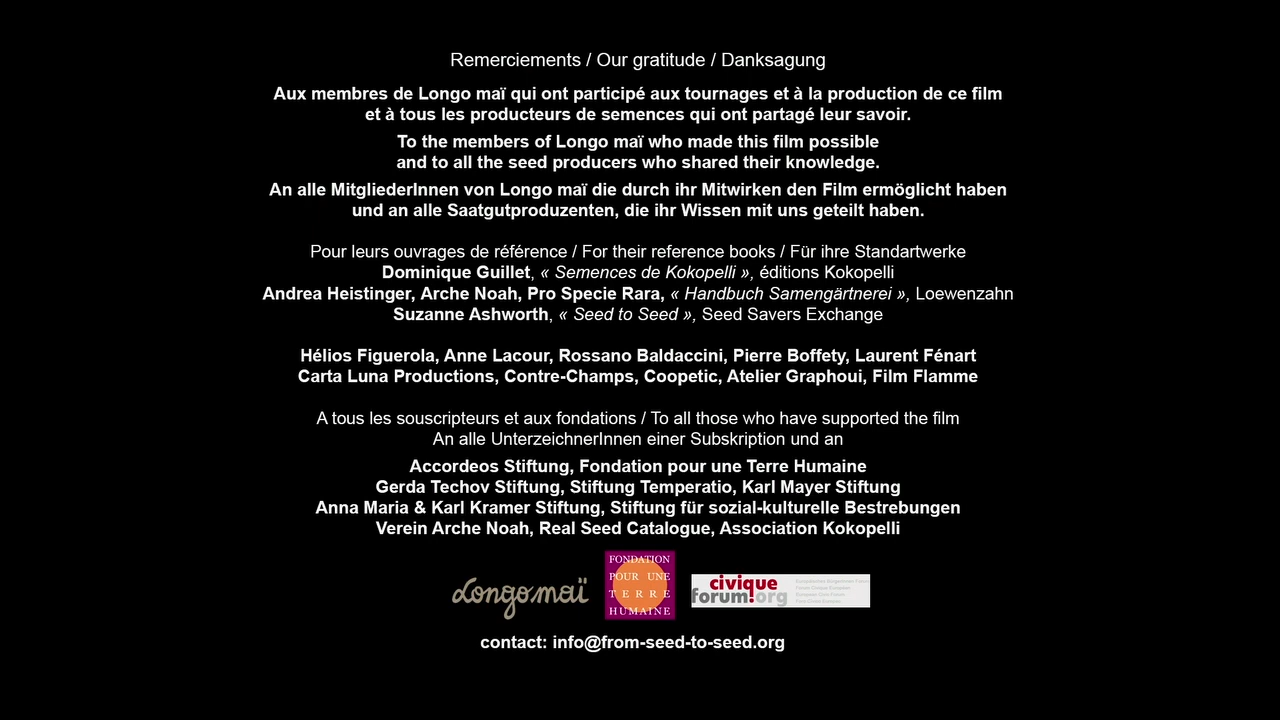 Remerciements / Our gratitude / Danksagung
Aux membres de Longo maï qui ont participé aux tournages et à la production de ce film
et à tous les producteurs de semences qui ont partagé leur savoir.
To the members of Longo maï who made this film possible
and to all the seed producers who shared their knowledge.
An alle MitgliederInnen von Longo maï die durch ihr Mitwirken den Film ermöglicht haben
und an alle Saatgutproduzenten, die ihr Wissen mit uns geteilt haben.
Pour leurs ouvrages de référence / For their reference books / Für ihre Standartwerke
Dominique Guillet, « Semences de Kokopelli », éditions Kokopelli
Andrea Heistinger, Arche Noah, Pro Specie Rara, « Handbuch Samengärtnerei », Loewenzahn
Suzanne Ashworth, « Seed to Seed », Seed Savers Exchange
Hélios Figuerola, Anne Lacour, Rossano Baldaccini, Pierre Boffety, Laurent Fénart
Carta Luna Productions, Contre-Champs, Coopetic, Atelier Graphoui, Film Flamme
A tous les souscripteurs et aux fondations / To all those who have supported the film
An alle UnterzeichnerInnen einer Subskription und an
Accordeos Stiftung, Fondation pour une Terre Humaine
Gerda Techov Stiftung, Stiftung Temperatio, Karl Mayer Stiftung
Anna Maria & Karl Kramer Stiftung, Stiftung für sozial-kulturelle Bestrebungen
Verein Arche Noah, Real Seed Catalogue, Association Kokopelli
Longo maï
FONDATION
POUR UNE
TERRE
HUMAINE
civique
forum!org
contact: info@from-seed-to-seed.org